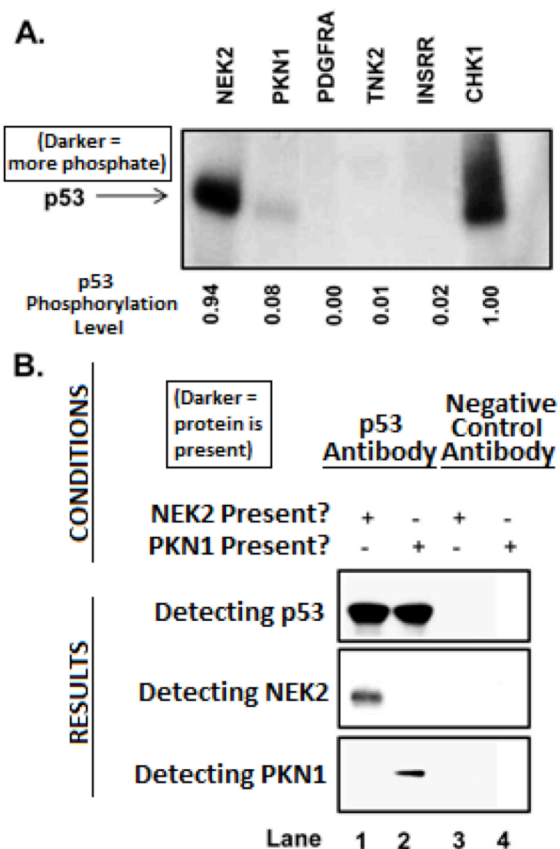 A.
NEK2 PKN1 PDGFRA TNK2 INSRR CHK1
(Darker =
more phosphate)
p53
p53
Phosphorylation
Level
0.94 0.08 0.00 0.01 0.02 1.00
B.
CONDITIONS
(Darker =
protein is
present)
p53
Antibody
Negative
Control
Antibody
NEK2 Present? + - + -
PKN1 Present? - + - +
RESULTS
Detecting p53
Detecting NEK2
Detecting PKN1
Lane 1 2 3 4